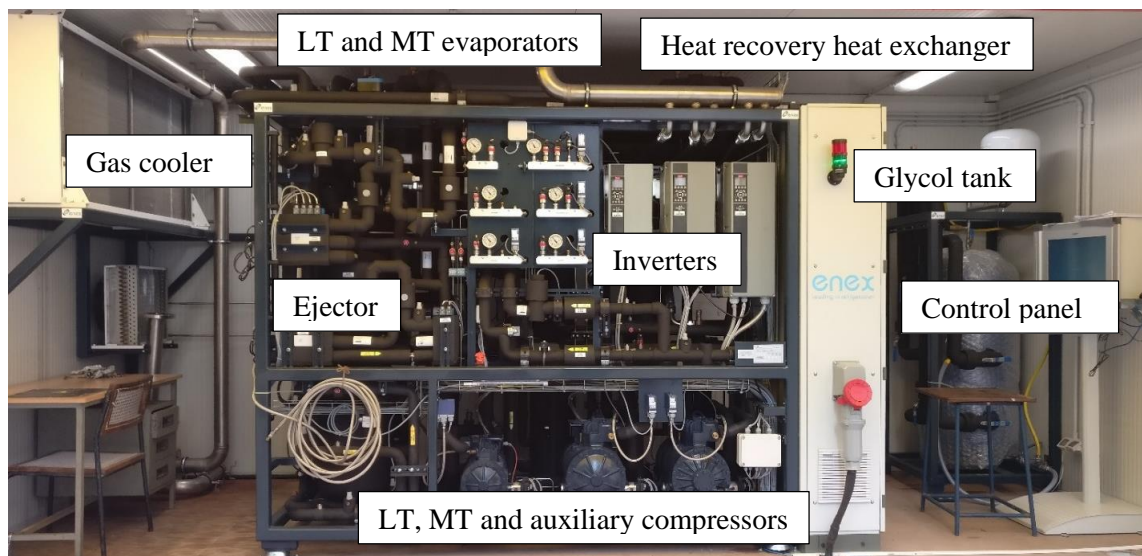 LT and MT evaporators
Heat recovery heat exchanger
Gas cooler
Glycol tank
Inverters
enex
Ejector
Control panel
LT, MT and auxiliary compressors